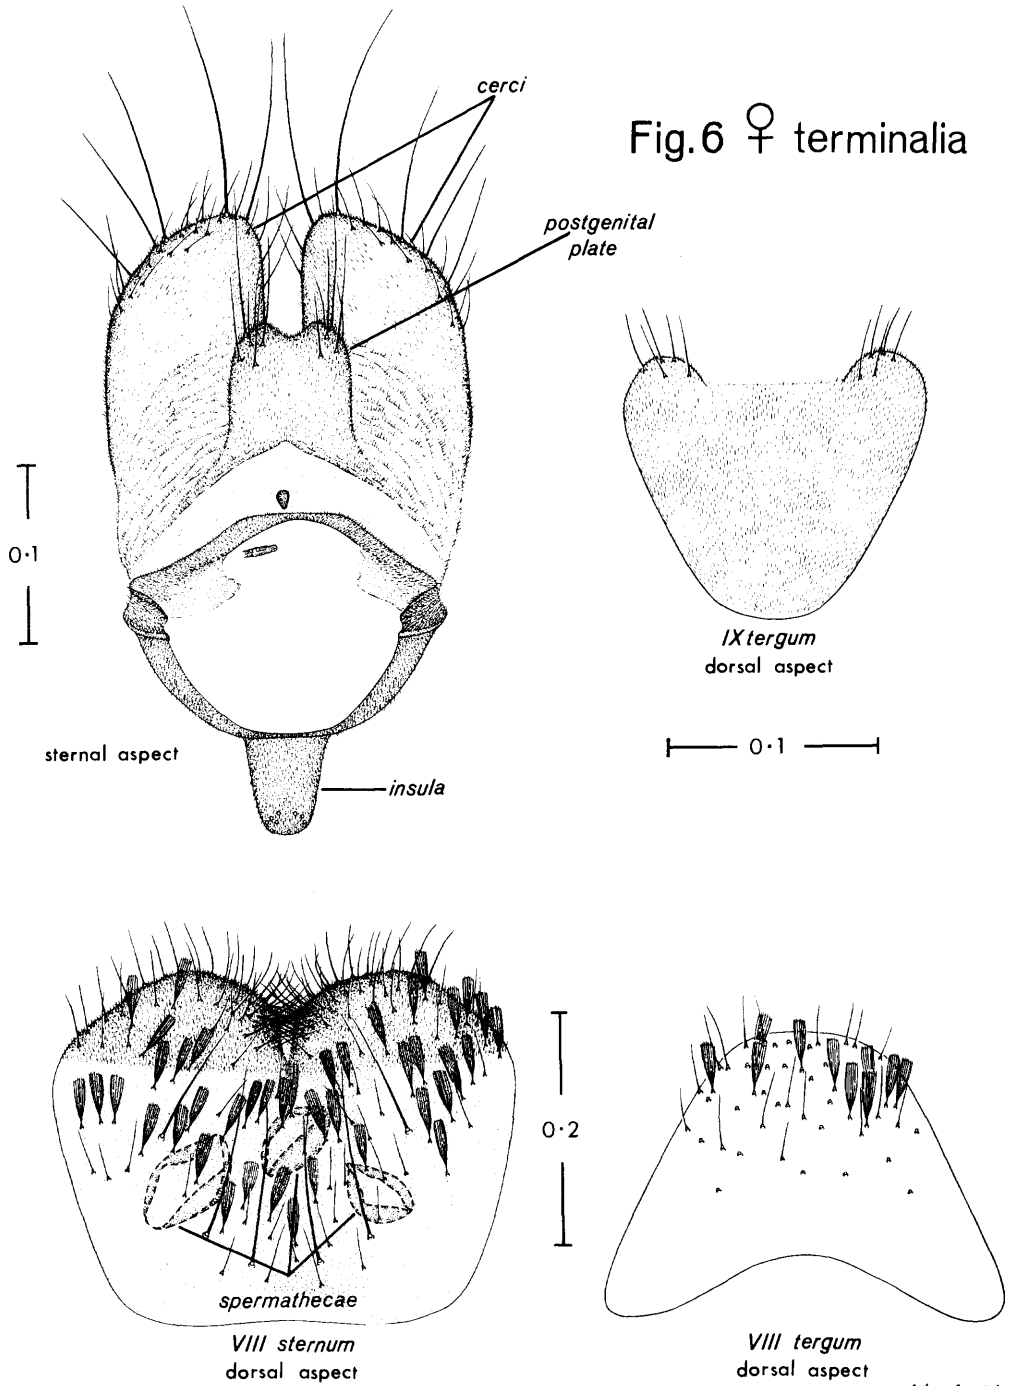 Fig.6 ♀ terminalia
cerci
postgenital
plate
0·1
IX tergum
dorsal aspect
0·1
sternal aspect
insula
0·2
spermathecae
VIII sternum
dorsal aspect
VIII tergum
dorsal aspect